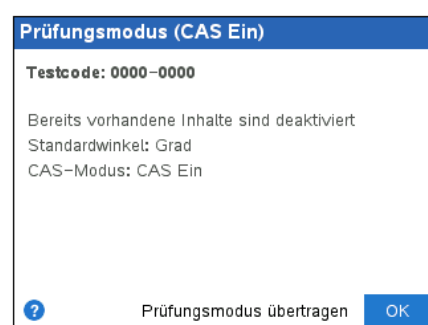 Prüfungsmodus (CAS Ein)
Testcode: 0000-0000
Bereits vorhandene Inhalte sind deaktiviert
Standardwinkel: Grad
CAS-Modus: CAS Ein
? Prüfungsmodus übertragen OK